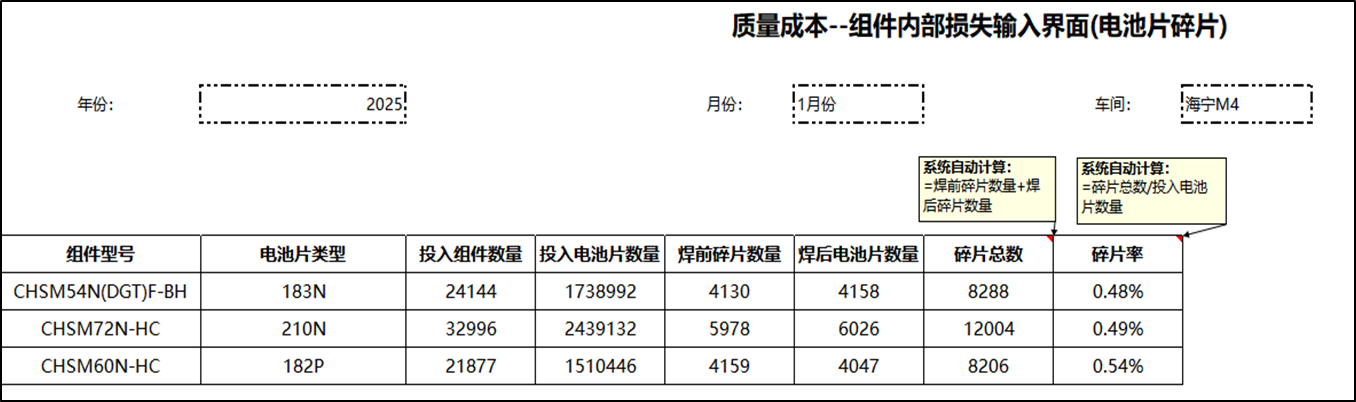 质量成本--组件内部损失输入界面(电池片碎片)
年份： 2025 月份： 1月份 车间： 海宁M4
系统自动计算：
=焊前碎片数量+焊
后碎片数量
系统自动计算：
=碎片总数/投入电池
片数量
组件型号 电池片类型 投入组件数量 投入电池片数量 焊前碎片数量 焊后电池片数量 碎片总数 碎片率
CHSM54N(DGT)F-BH 183N 24144 1738992 4130 4158 8288 0.48%
CHSM72N-HC 210N 32996 2439132 5978 6026 12004 0.49%
CHSM60N-HC 182P 21877 1510446 4159 4047 8206 0.54%